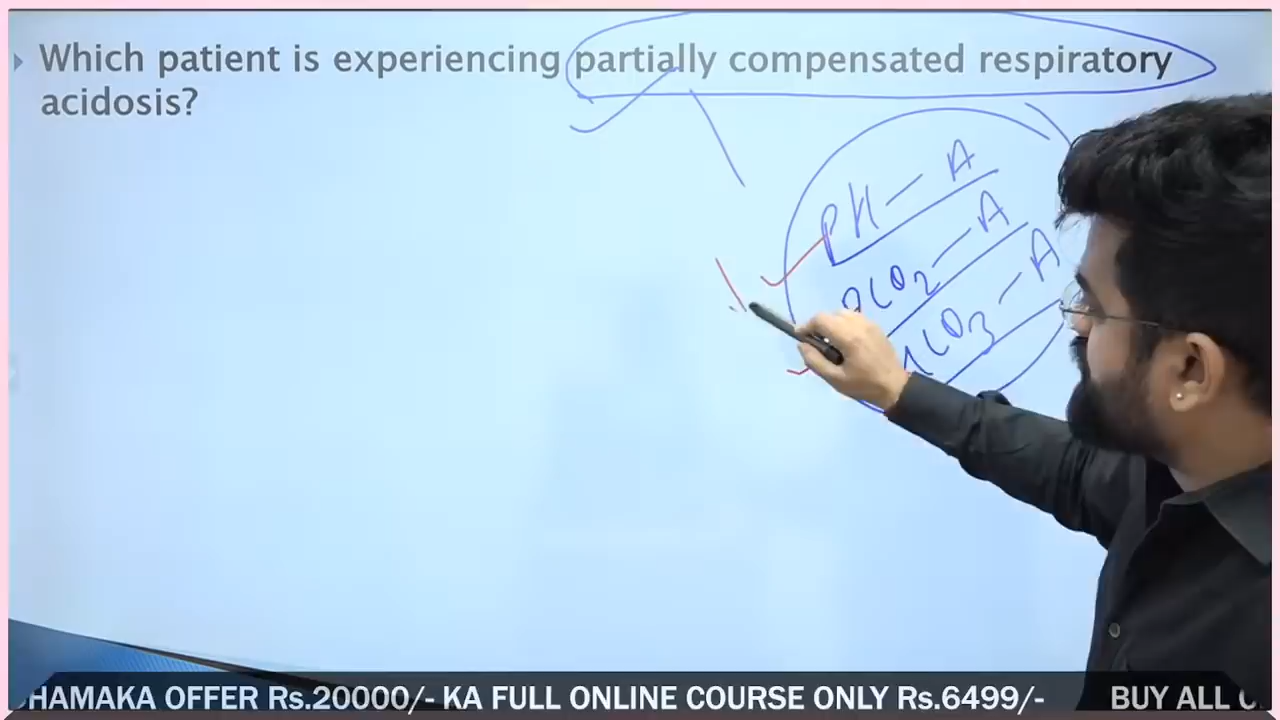 Which patient is experiencing partially compensated respiratory
acidosis?
PH - A
PCO2 - A
HCO3 - A
HAMAKA OFFER Rs.20000/- KA FULL ONLINE COURSE ONLY Rs.6499/- BUY ALL